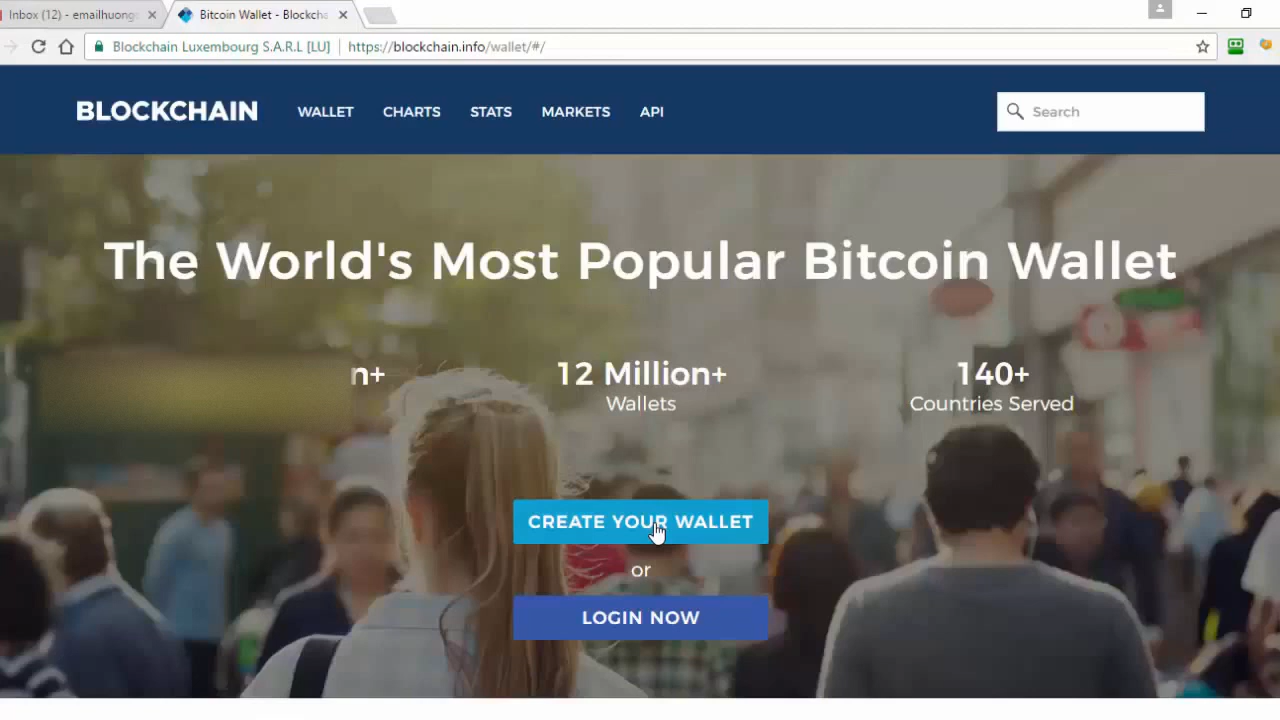 Inbox (12) - emailhuong
Bitcoin Wallet - Blockcha
Blockchain Luxembourg S.A.R.L [LU]
https://blockchain.info/wallet/#/
BLOCKCHAIN
WALLET
CHARTS
STATS
MARKETS
API
Search
The World's Most Popular Bitcoin Wallet
n+
12 Million+
Wallets
140+
Countries Served
CREATE YOUR WALLET
or
LOGIN NOW